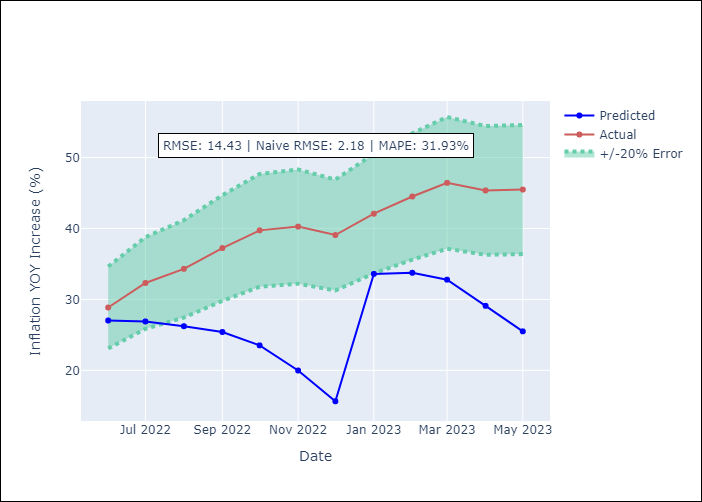 RMSE: 14.43 | Naive RMSE: 2.18 | MAPE: 31.93%
Predicted
Actual
+/-20% Error
Inflation YOY Increase (%)
50
40
30
20
Jul 2022
Sep 2022
Nov 2022
Jan 2023
Mar 2023
May 2023
Date